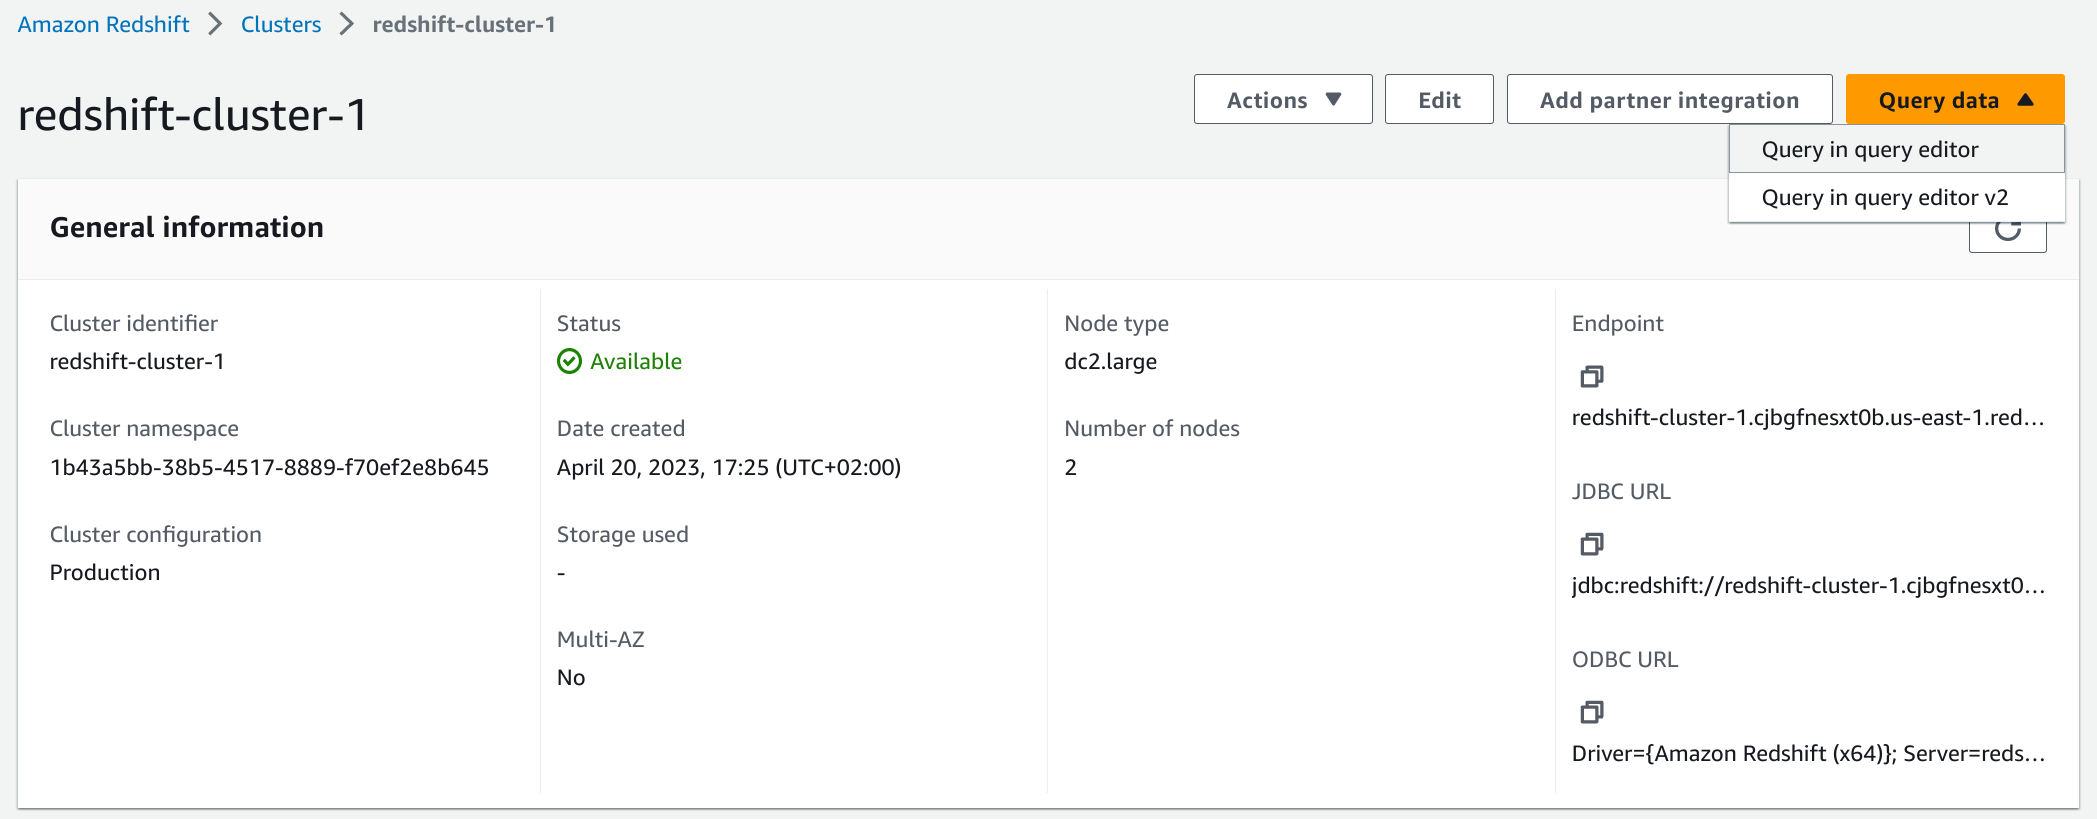 Amazon Redshift > Clusters > redshift-cluster-1
redshift-cluster-1
Actions ▼
Edit
Add partner integration
Query data ▲
Query in query editor
Query in query editor v2
General information
Cluster identifier
redshift-cluster-1
Cluster namespace
1b43a5bb-38b5-4517-8889-f70ef2e8b645
Cluster configuration
Production
Status
Available
Date created
April 20, 2023, 17:25 (UTC+02:00)
Storage used
-
Multi-AZ
No
Node type
dc2.large
Number of nodes
2
Endpoint
redshift-cluster-1.cjbgfnesxt0b.us-east-1.red...
JDBC URL
jdbc:redshift://redshift-cluster-1.cjbgfnesxt0...
ODBC URL
Driver={Amazon Redshift (x64)}; Server=reds...